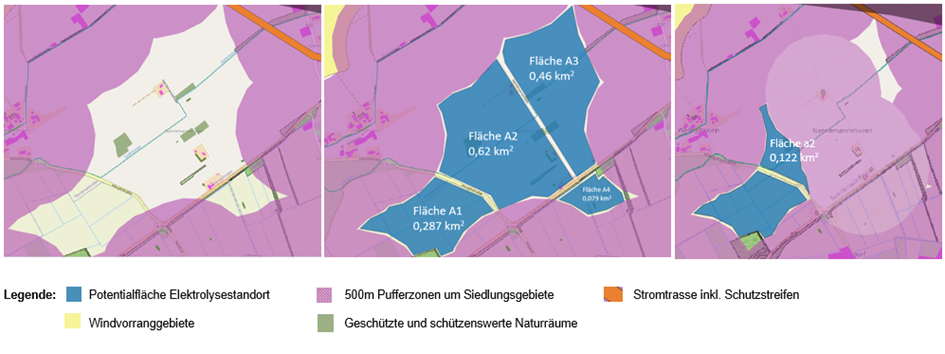 Fläche A3
0,46 km²
Fläche A2
0,62 km²
Fläche A4
0,079 km²
Fläche A1
0,287 km²
Fläche a2
0,122 km²
Legende:
Potentialfläche Elektrolysestandort
500m Pufferzonen um Siedlungsgebiete
Stromtrasse inkl. Schutzstreifen
Windvorranggebiete
Geschützte und schützenswerte Naturräume